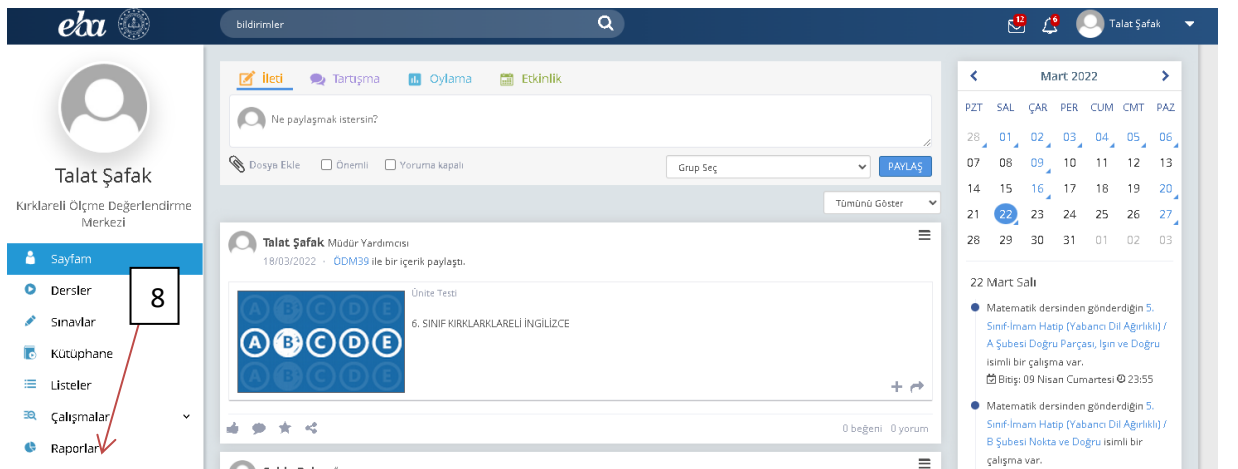 eba
bildirimler
12
6
Talat Şafak
Talat Şafak
Kırklareli Ölçme Değerlendirme
Merkezi
Sayfam
Dersler
Sınavlar
Kütüphane
Listeler
Çalışmalar
Raporlar
8
İleti
Tartışma
Oylama
Etkinlik
Ne paylaşmak istersin?
Dosya Ekle
Önemli
Yoruma kapalı
Grup Seç
PAYLAŞ
Tümünü Göster
Talat Şafak Müdür Yardımcısı
18/03/2022 · ÖDM39 ile bir içerik paylaştı.
A B C D E
A B C D E
A B C D E
Ünite Testi
6. SINIF KIRKLARKLARELİ İNGİLİZCE
0 beğeni 0 yorum
Mart 2022
PZT SAL ÇAR PER CUM CMT PAZ
28 01 02 03 04 05 06
07 08 09 10 11 12 13
14 15 16 17 18 19 20
21 22 23 24 25 26 27
28 29 30 31 01 02 03
22 Mart Salı
Matematik dersinden gönderdiğin 5.
Sınıf-İmam Hatip (Yabancı Dil Ağırlıklı) /
A Şubesi Doğru Parçası, Işın ve Doğru
isimli bir çalışma var.
Bitiş: 09 Nisan Cumartesi 23:55
Matematik dersinden gönderdiğin 5.
Sınıf-İmam Hatip (Yabancı Dil Ağırlıklı) /
B Şubesi Nokta ve Doğru isimli bir
çalışma var.